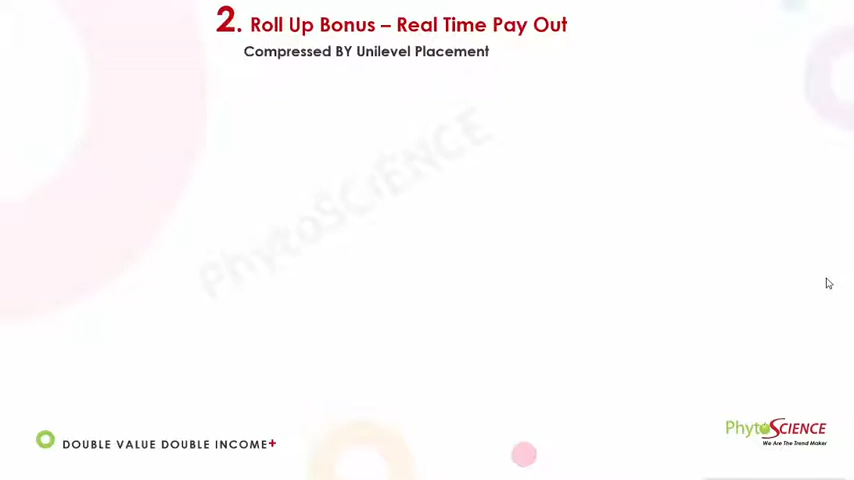 2. Roll Up Bonus – Real Time Pay Out
Compressed BY Unilevel Placement
PhytoSCiENCE
DOUBLE VALUE DOUBLE INCOME+
PhytoSCIENCE
We Are The Trend Maker